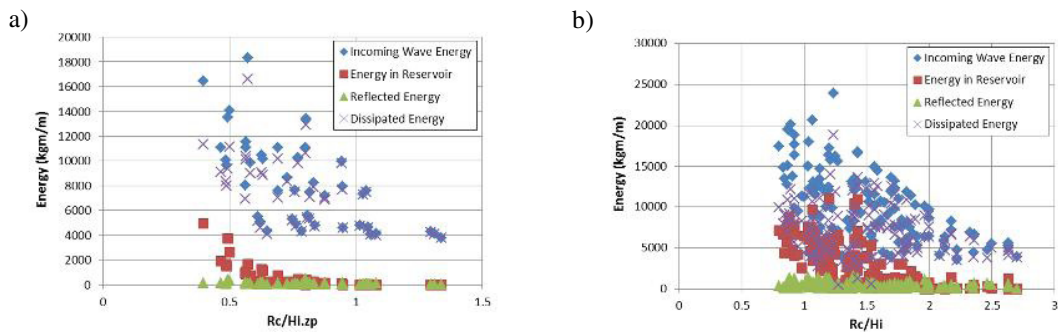 a)
20000
18000
16000
14000
12000
10000
8000
6000
4000
2000
0
Energy (kgm/m)
0
0.5
1
1.5
Rc/Hi.zp
Incoming Wave Energy
Energy in Reservoir
Reflected Energy
Dissipated Energy
b)
30000
25000
20000
15000
10000
5000
0
Energy (kgm/m)
0
0.5
1
1.5
2
2.5
3
Rc/Hi
Incoming Wave Energy
Energy in Reservoir
Reflected Energy
Dissipated Energy